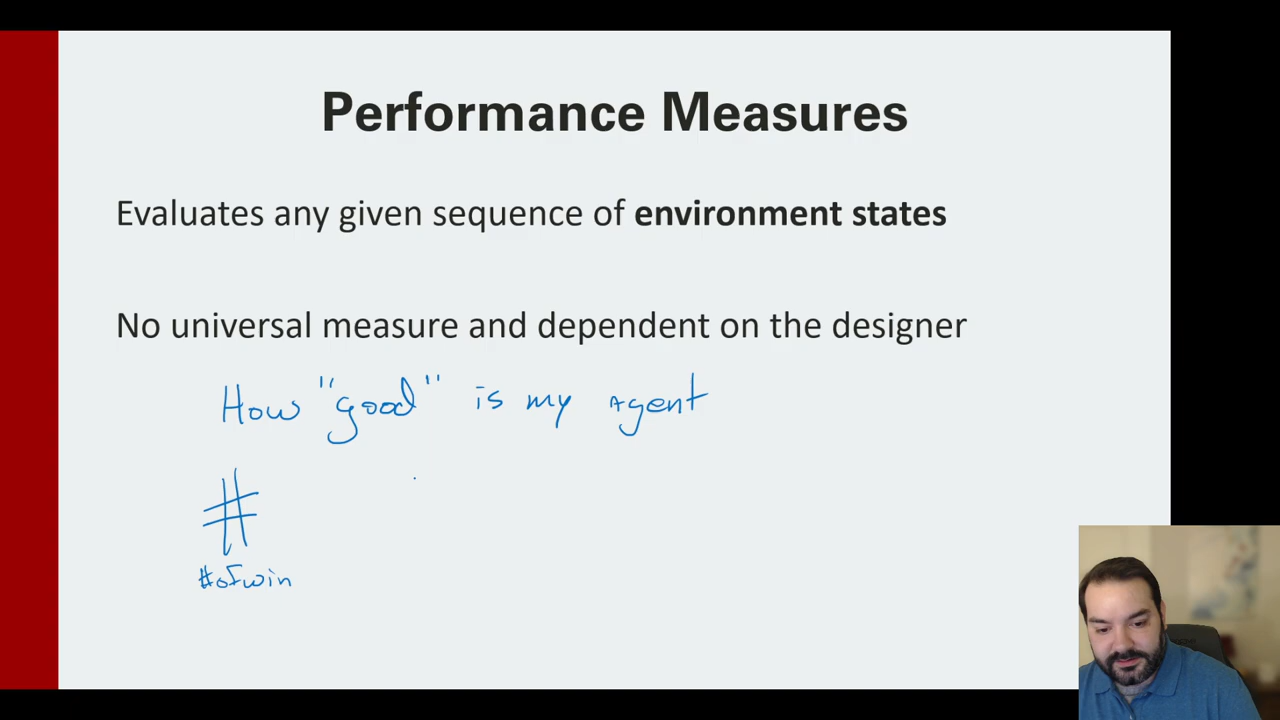 Performance Measures
Evaluates any given sequence of environment states
No universal measure and dependent on the designer
How "good" is my Agent
#
#ofwin